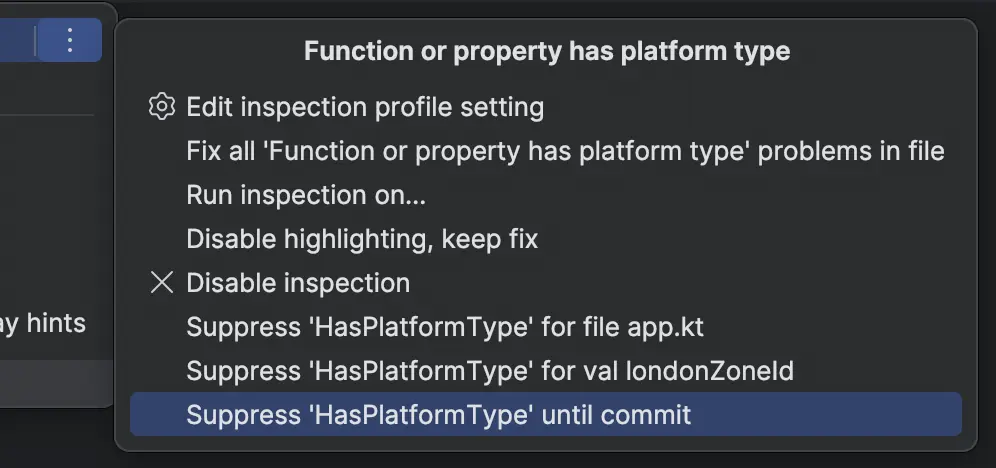 Function or property has platform type
Edit inspection profile setting
Fix all 'Function or property has platform type' problems in file
Run inspection on...
Disable highlighting, keep fix
Disable inspection
ay hints
Suppress 'HasPlatformType' for file app.kt
Suppress 'HasPlatformType' for val londonZoneId
Suppress 'HasPlatformType' until commit